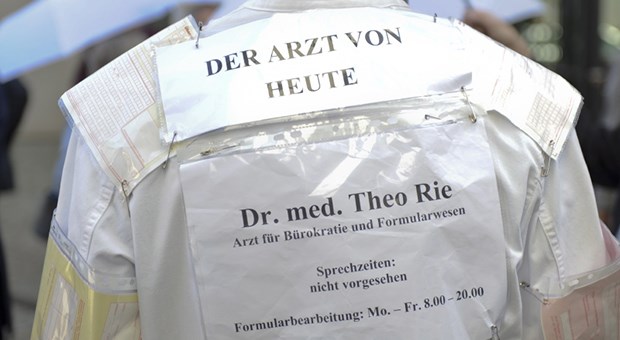 DER ARZT VON
HEUTE
Dr. med. Theo Rie
Arzt für Bürokratie und Formularwesen
Sprechzeiten:
nicht vorgesehen
Formularbearbeitung: Mo. – Fr. 8.00 - 20.00